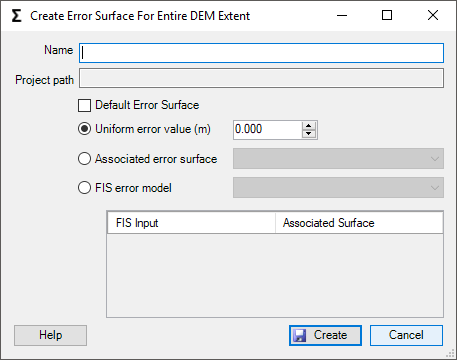 Σ Create Error Surface For Entire DEM Extent
Name
Project path
Default Error Surface
Uniform error value (m) 0.000
Associated error surface
FIS error model
FIS Input Associated Surface
Help Create Cancel